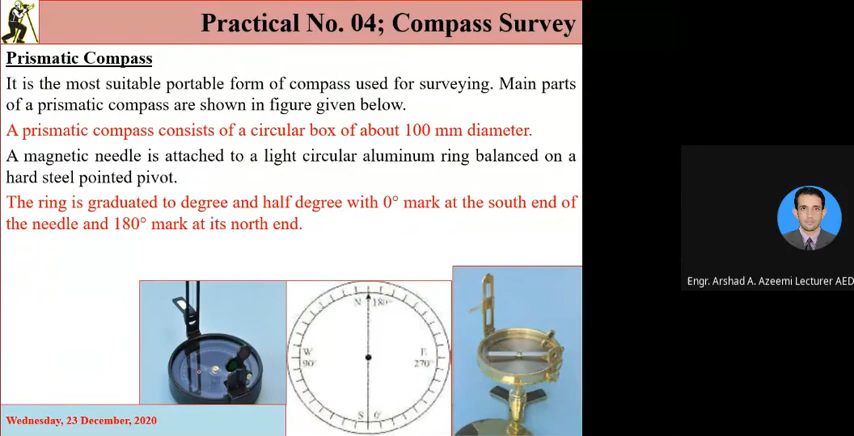 Practical No. 04; Compass Survey
Prismatic Compass
It is the most suitable portable form of compass used for surveying. Main parts
of a prismatic compass are shown in figure given below.
A prismatic compass consists of a circular box of about 100 mm diameter.
A magnetic needle is attached to a light circular aluminum ring balanced on a
hard steel pointed pivot.
The ring is graduated to degree and half degree with 0° mark at the south end of
the needle and 180° mark at its north end.
N 180°
W
90°
E
270°
S 0°
Wednesday, 23 December, 2020
Engr. Arshad A. Azeemi Lecturer AED